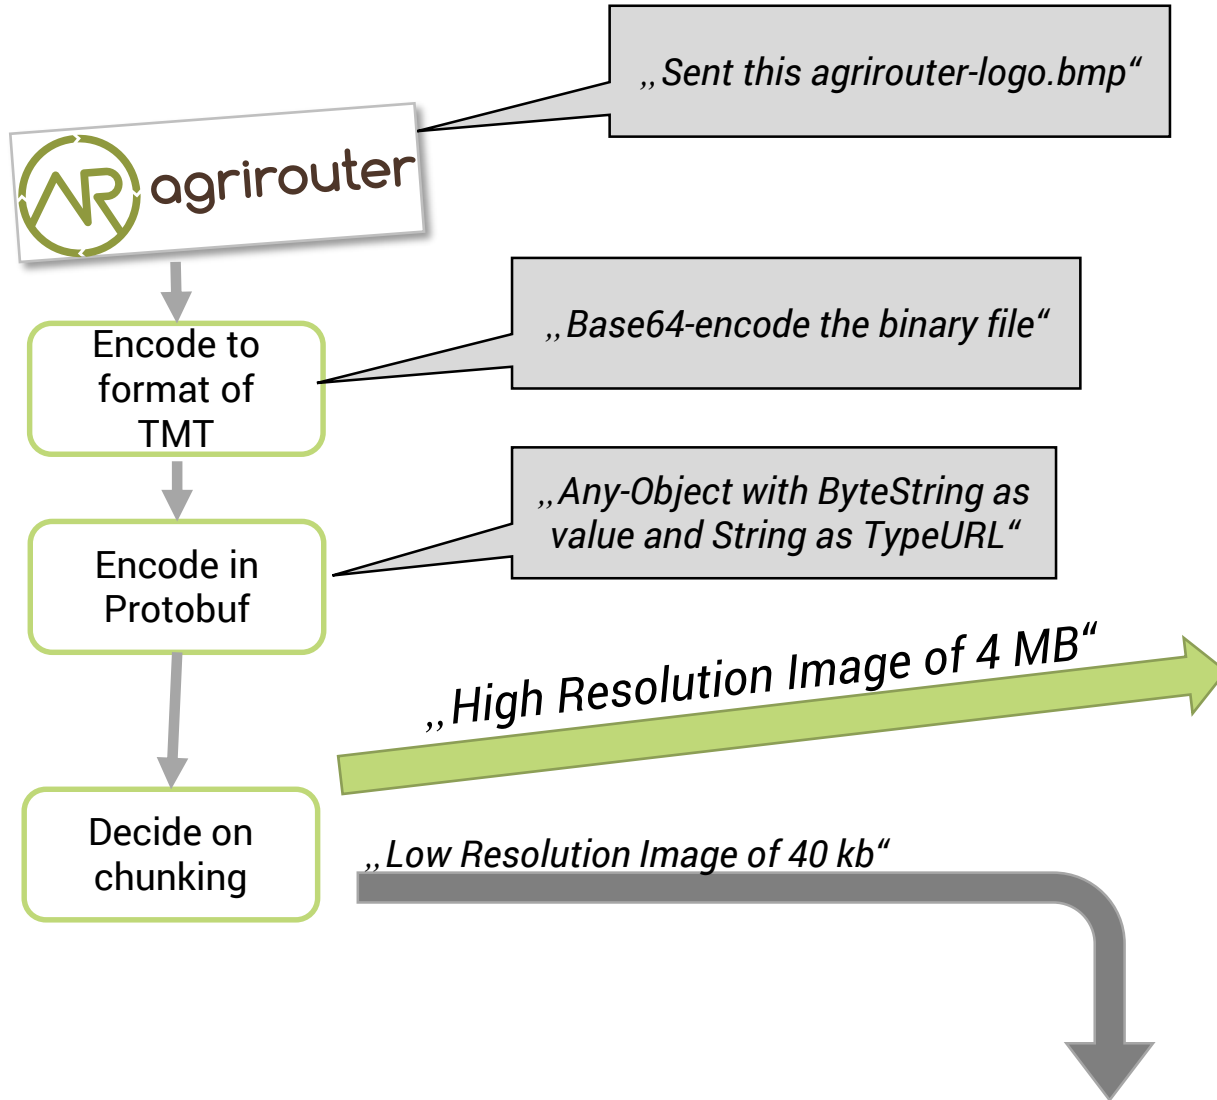 „Sent this agrirouter-logo.bmp“
AR agrirouter
„Base64-encode the binary file“
Encode to
format of
TMT
„Any-Object with ByteString as
value and String as TypeURL“
Encode in
Protobuf
„High Resolution Image of 4 MB“
Decide on
chunking
„Low Resolution Image of 40 kb“